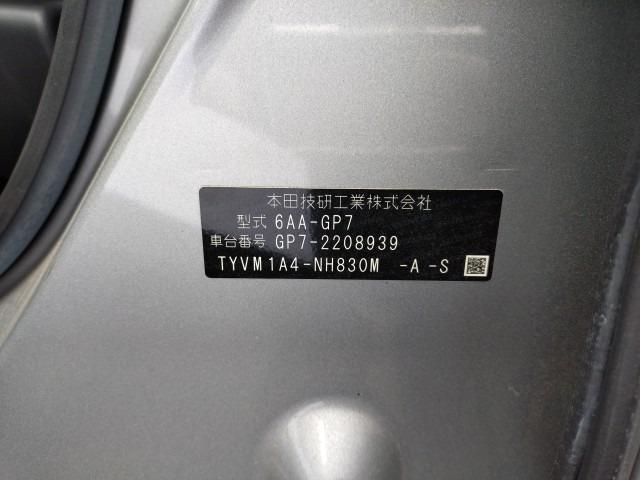 本田技研工業株式会社
型式 6AA-GP7
車台番号 GP7-2208939
TYVM1A4-NH830M -A-S